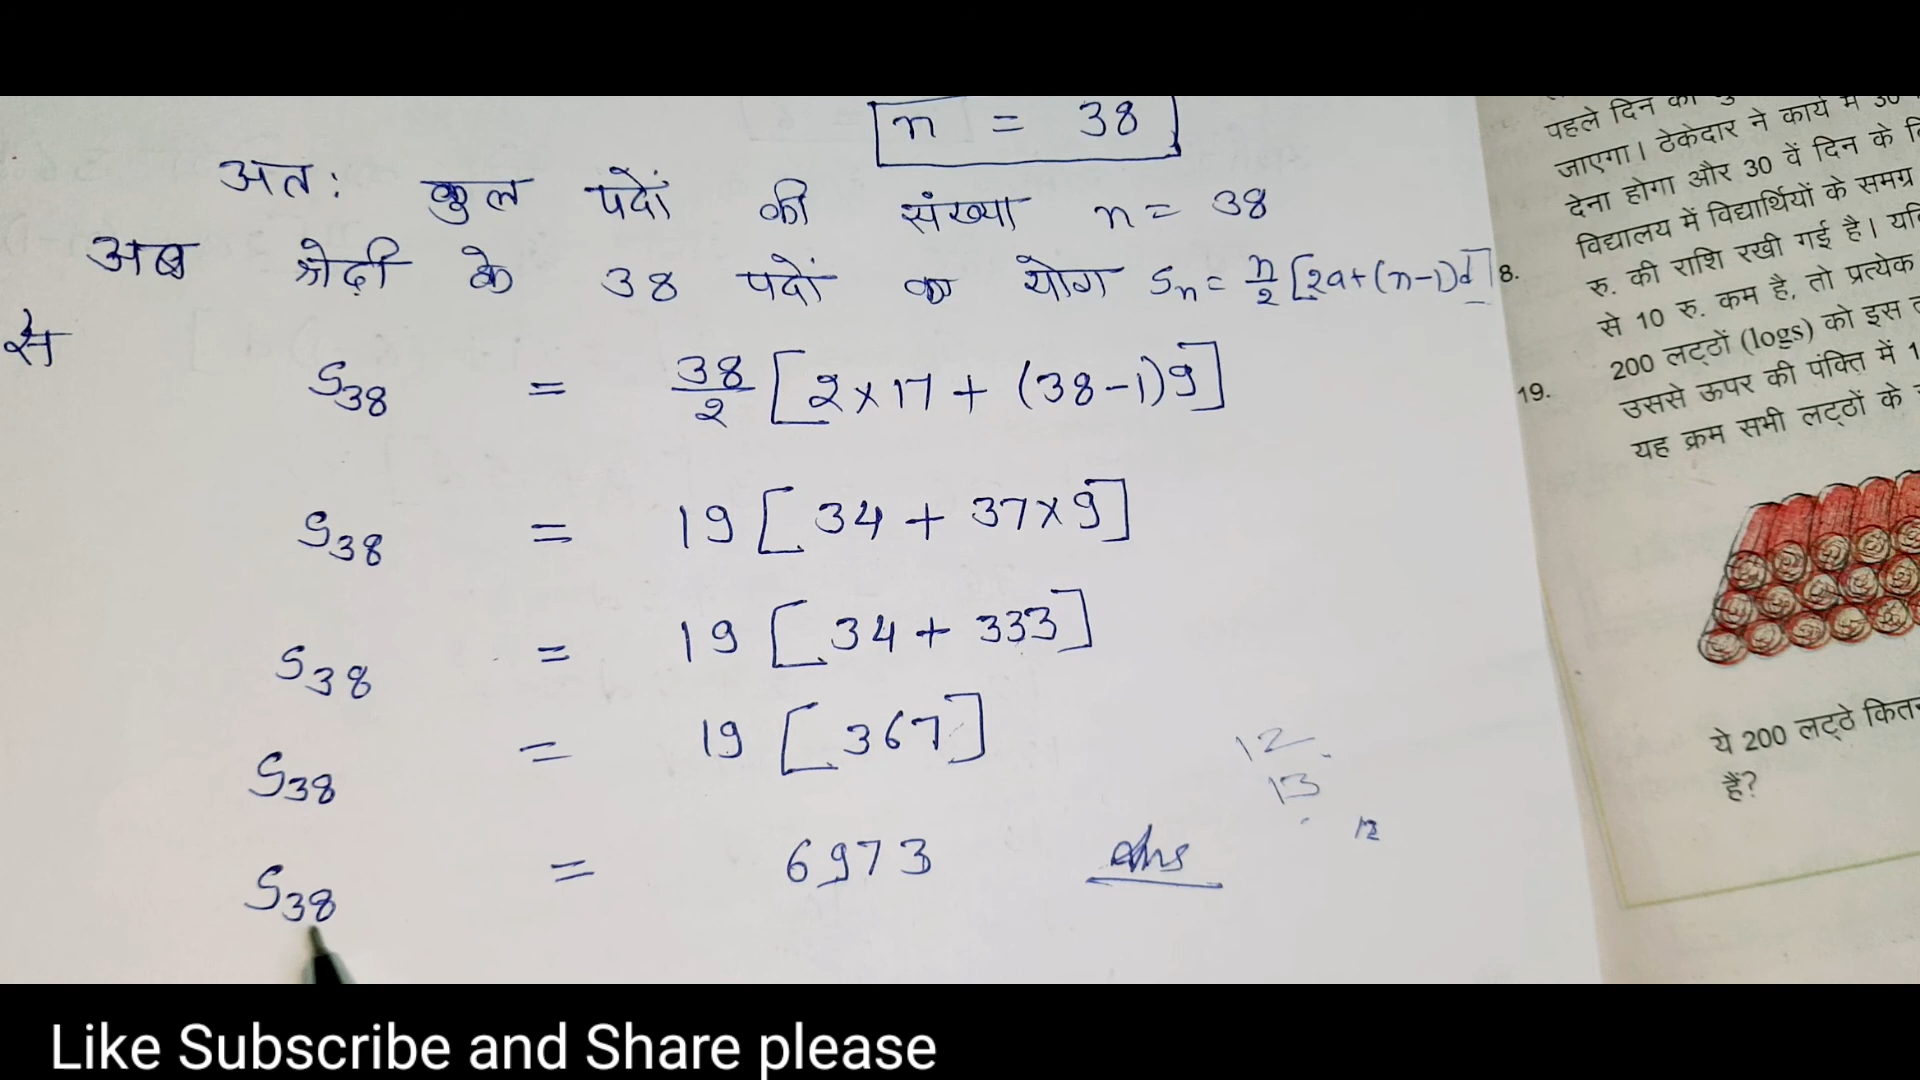 n = 38
अत: कुल पदों की संख्या n = 38
अब श्रेढ़ी के 38 पदों का योग Sn = n/2 [2a+(n-1)d]
से
S38 = 38/2 [2×17+(38-1)9]
S38 = 19 [34+37×9]
S38 = 19 [34+333]
S38 = 19 [367]
S38 = 6973 Ans
12
13
12
पहले दिन का
जाएगा। ठेकेदार ने कार्य में 30
देना होगा और 30 वें दिन के
8. विद्यालय में विद्यार्थियों के समग्र
रु. की राशि रखी गई है। यदि
से 10 रु. कम है, तो प्रत्येक
19. 200 लट्ठों (logs) को इस
उससे ऊपर की पंक्ति में 1
यह क्रम सभी लट्ठों के
ये 200 लट्ठे
हैं?
Like Subscribe and Share please